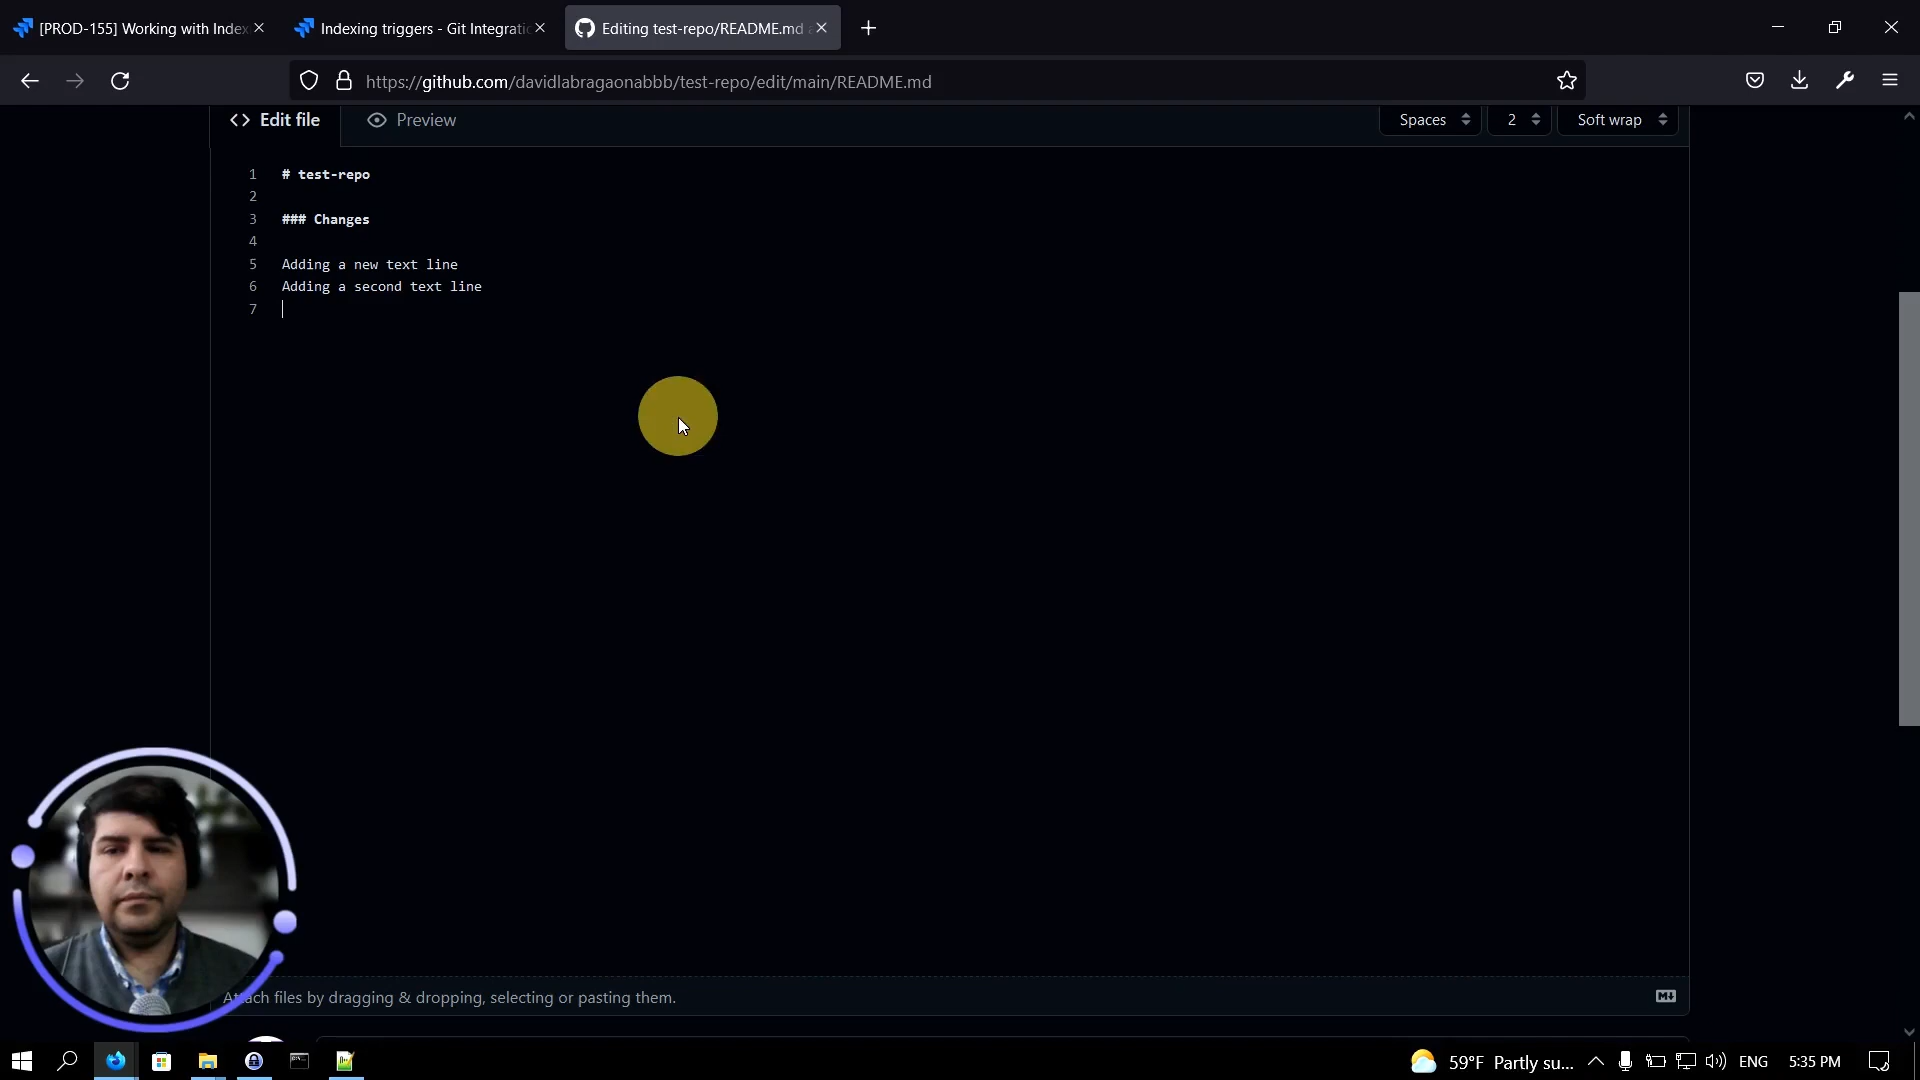 [PROD-155] Working with Index
Indexing triggers - Git Integratio
Editing test-repo/README.md a
https://github.com/davidlabragaonabbb/test-repo/edit/main/README.md
Edit file
Preview
Spaces
2
Soft wrap
1 # test-repo
2
3 ### Changes
4
5 Adding a new text line
6 Adding a second text line
7
Attach files by dragging & dropping, selecting or pasting them.
59°F Partly su...
ENG
5:35 PM